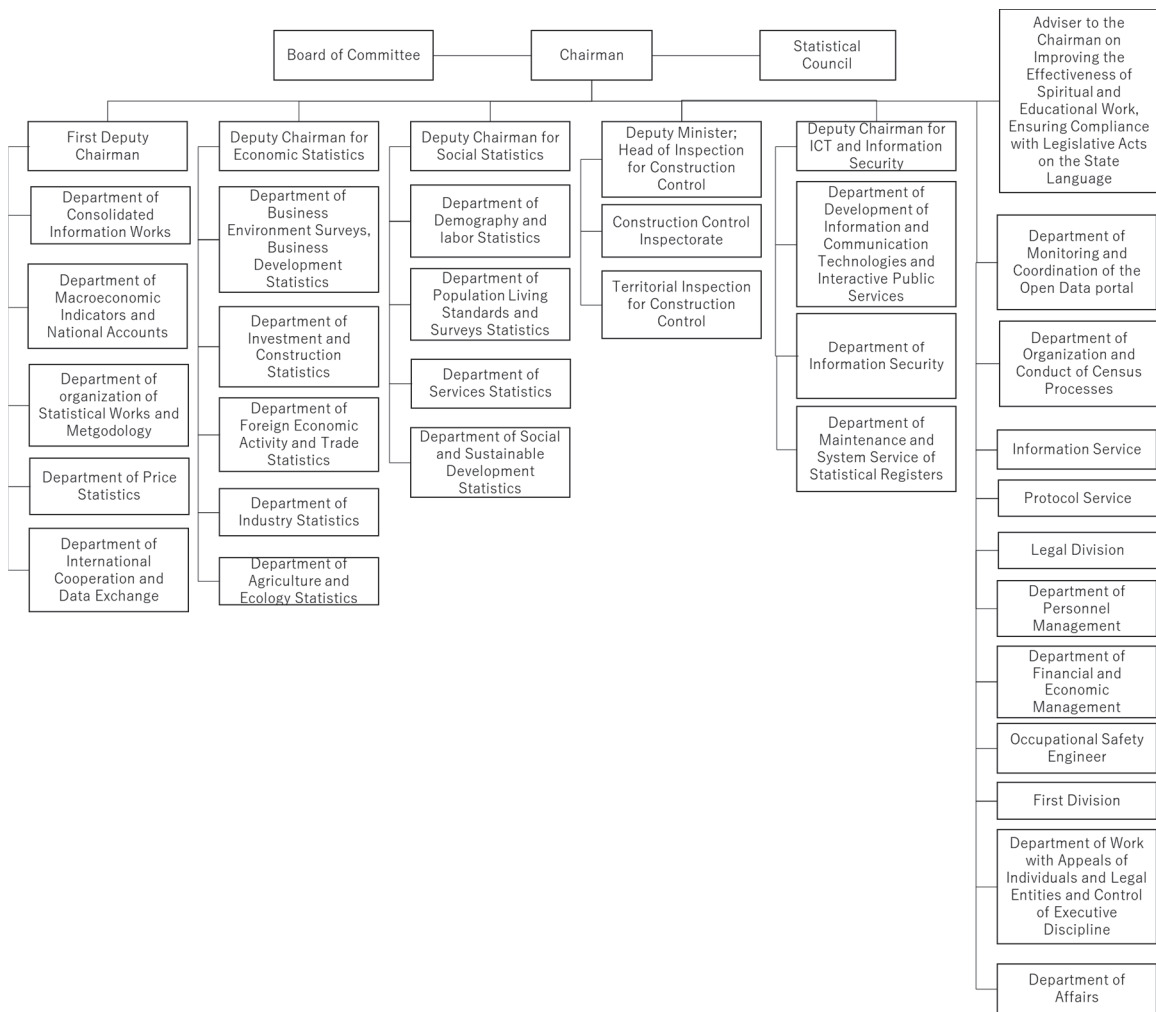 Board of Committee
Chairman
Statistical
Council
Adviser to the
Chairman on
Improving the
Effectiveness of
Spiritual and
Educational Work,
Ensuring Compliance
with Legislative Acts
on the State
Language
First Deputy
Chairman
Department of
Consolidated
Information Works
Department of
Macroeconomic
Indicators and
National Accounts
Department of
organization of
Statistical Works and
Metgodology
Department of Price
Statistics
Department of
International
Cooperation and
Data Exchange
Deputy Chairman for
Economic Statistics
Department of
Business
Environment Surveys,
Business
Development
Statistics
Department of
Investment and
Construction
Statistics
Department of
Foreign Economic
Activity and Trade
Statistics
Department of
Industry Statistics
Department of
Agriculture and
Ecology Statistics
Deputy Chairman for
Social Statistics
Department of
Demography and
labor Statistics
Department of
Population Living
Standards and
Surveys Statistics
Department of
Services Statistics
Department of Social
and Sustainable
Development
Statistics
Deputy Minister;
Head of Inspection
for Construction
Control
Construction Control
Inspectorate
Territorial Inspection
for Construction
Control
Deputy Chairman for
ICT and Information
Security
Department of
Development of
Information and
Communication
Technologies and
Interactive Public
Services
Department of
Information Security
Department of
Maintenance and
System Service of
Statistical Registers
Department of
Monitoring and
Coordination of the
Open Data portal
Department of
Organization and
Conduct of Census
Processes
Information Service
Protocol Service
Legal Division
Department of
Personnel
Management
Department of
Financial and
Economic
Management
Occupational Safety
Engineer
First Division
Department of Work
with Appeals of
Individuals and Legal
Entities and Control
of Executive
Discipline
Department of
Affairs